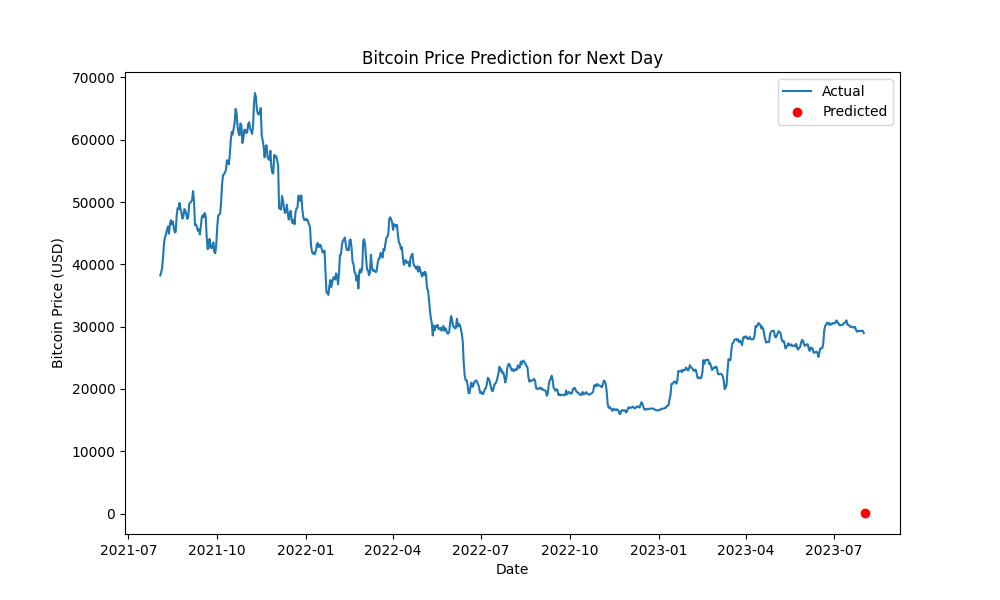 Bitcoin Price Prediction for Next Day
Actual
Predicted
Bitcoin Price (USD)
70000
60000
50000
40000
30000
20000
10000
0
2021-07 2021-10 2022-01 2022-04 2022-07 2022-10 2023-01 2023-04 2023-07
Date